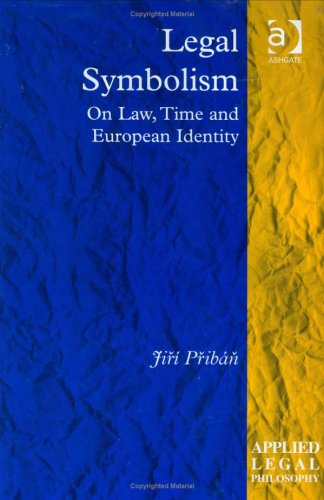 Legal
Symbolism
On Law, Time and
European Identity
a
ASHGATE
Jiří Přibáň
APPLIED
LEGAL
PHILOSOPHY